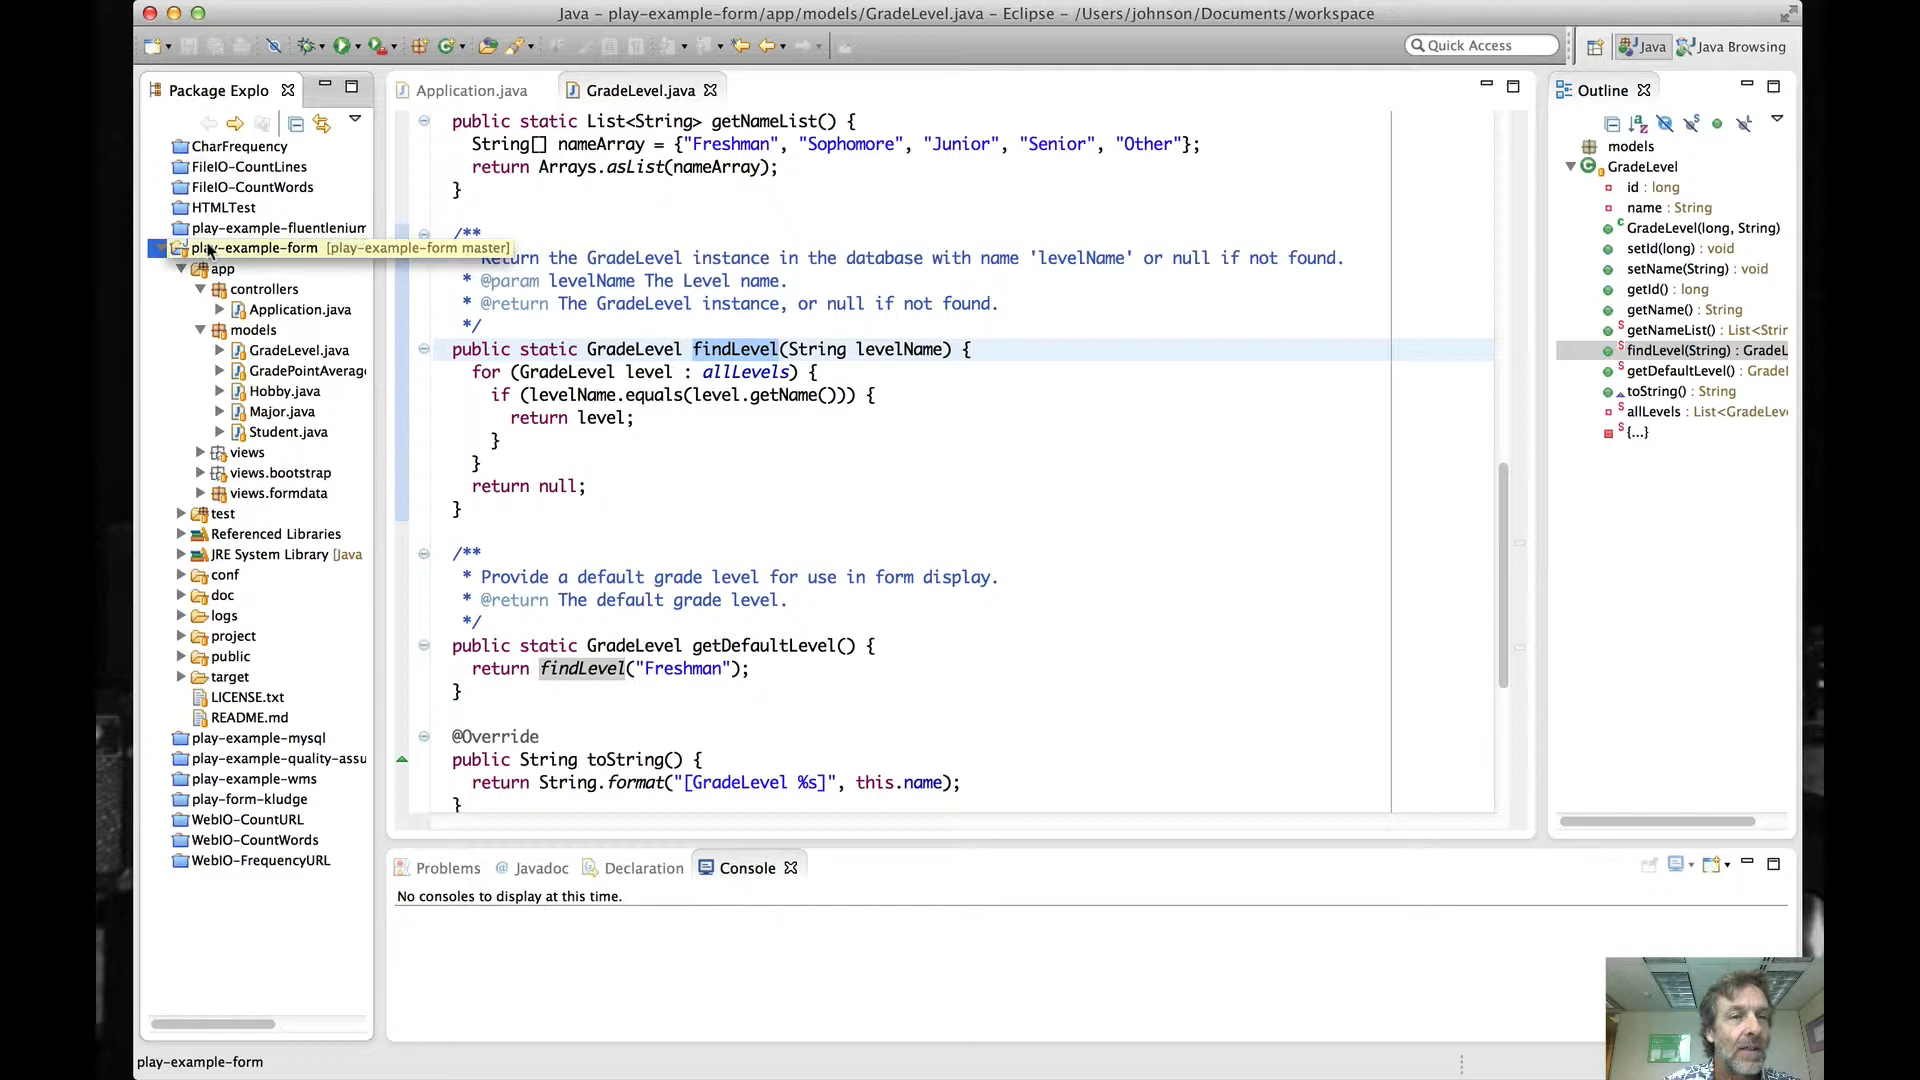 Java – play-example-form/app/models/GradeLevel.java – Eclipse – /Users/johnson/Documents/workspace
Quick Access
Java
Java Browsing
Package Explo
CharFrequency
FileIO-CountLines
FileIO-CountWords
HTMLTest
play-example-fluentlenium
play-example-form [play-example-form master]
app
controllers
Application.java
models
GradeLevel.java
GradePointAverage
Hobby.java
Major.java
Student.java
views
views.bootstrap
views.formdata
test
Referenced Libraries
JRE System Library [Java
conf
doc
logs
project
public
target
LICENSE.txt
README.md
play-example-mysql
play-example-quality-assu
play-example-wms
play-form-kludge
WebIO-CountURL
WebIO-CountWords
WebIO-FrequencyURL
Application.java
GradeLevel.java
public static List<String> getNameList() {
String[] nameArray = {"Freshman", "Sophomore", "Junior", "Senior", "Other"};
return Arrays.asList(nameArray);
}
/**
Return the GradeLevel instance in the database with name 'levelName' or null if not found.
* @param levelName The Level name.
* @return The GradeLevel instance, or null if not found.
*/
public static GradeLevel findLevel(String levelName) {
for (GradeLevel level : allLevels) {
if (levelName.equals(level.getName())) {
return level;
}
}
return null;
}
/**
* Provide a default grade level for use in form display.
* @return The default grade level.
*/
public static GradeLevel getDefaultLevel() {
return findLevel("Freshman");
}
@Override
public String toString() {
return String.format("[GradeLevel %s]", this.name);
}
Outline
models
GradeLevel
id : long
name : String
GradeLevel(long, String)
setId(long) : void
setName(String) : void
getId() : long
getName() : String
getNameList() : List<Strin
findLevel(String) : GradeL
getDefaultLevel() : Gradel
toString() : String
allLevels : List<GradeLeve
{...}
Problems
@ Javadoc
Declaration
Console
No consoles to display at this time.
play-example-form